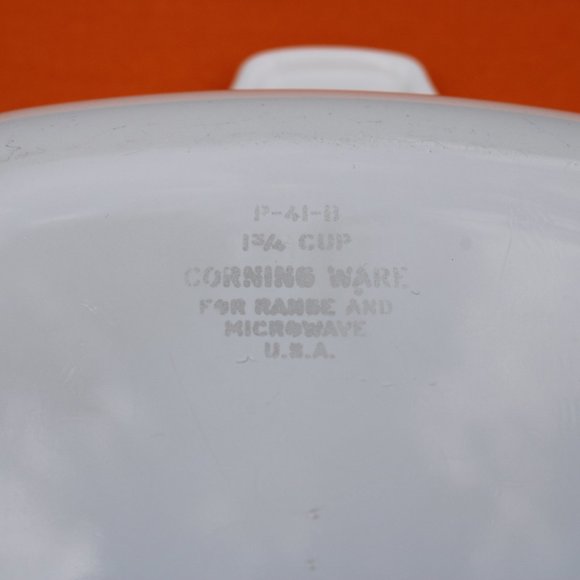 P-41-B
1¾ CUP
CORNING WARE
FOR RANGE AND
MICROWAVE
U.S.A.